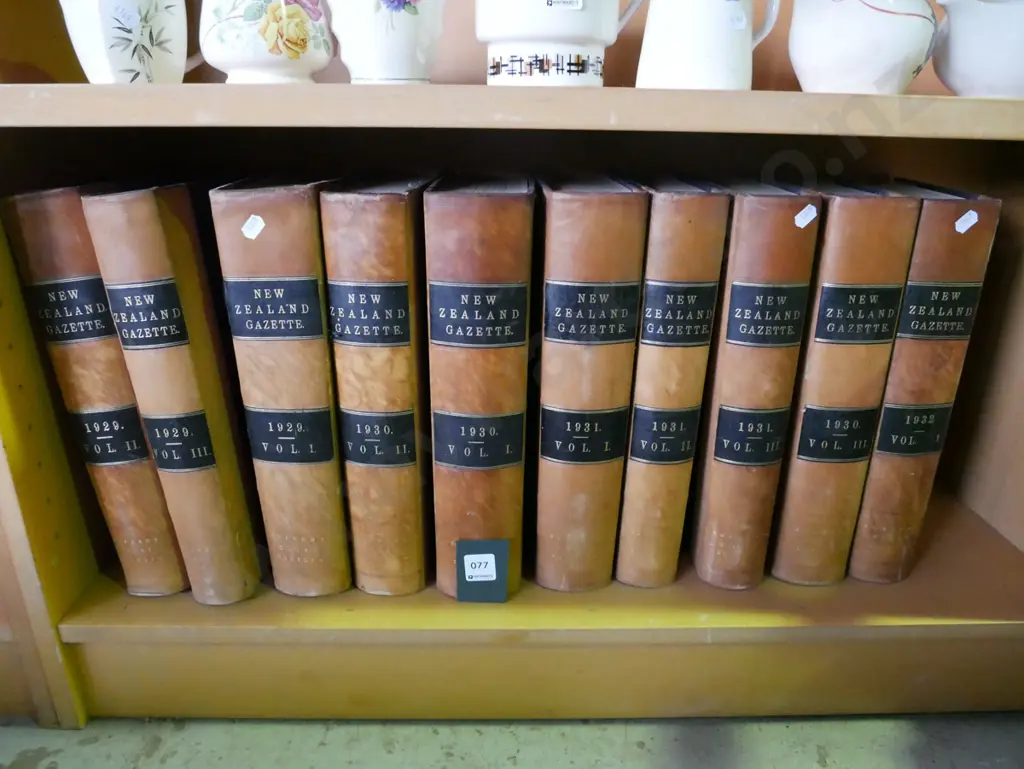 NEW
ZEALAND
GAZETTE.
1929.
VOL. II.
NEW
ZEALAND
GAZETTE.
1929.
VOL. III.
NEW
ZEALAND
GAZETTE.
1929.
VOL. I.
NEW
ZEALAND
GAZETTE.
1930.
VOL. II.
NEW
ZEALAND
GAZETTE.
1930.
VOL. I.
077
NEW
ZEALAND
GAZETTE.
1931.
VOL. I.
NEW
ZEALAND
GAZETTE.
1931.
VOL. II.
NEW
ZEALAND
GAZETTE.
1931.
VOL. III.
NEW
ZEALAND
GAZETTE.
1930.
VOL. III.
NEW
ZEALAND
GAZETTE.
1932
VOL. I.